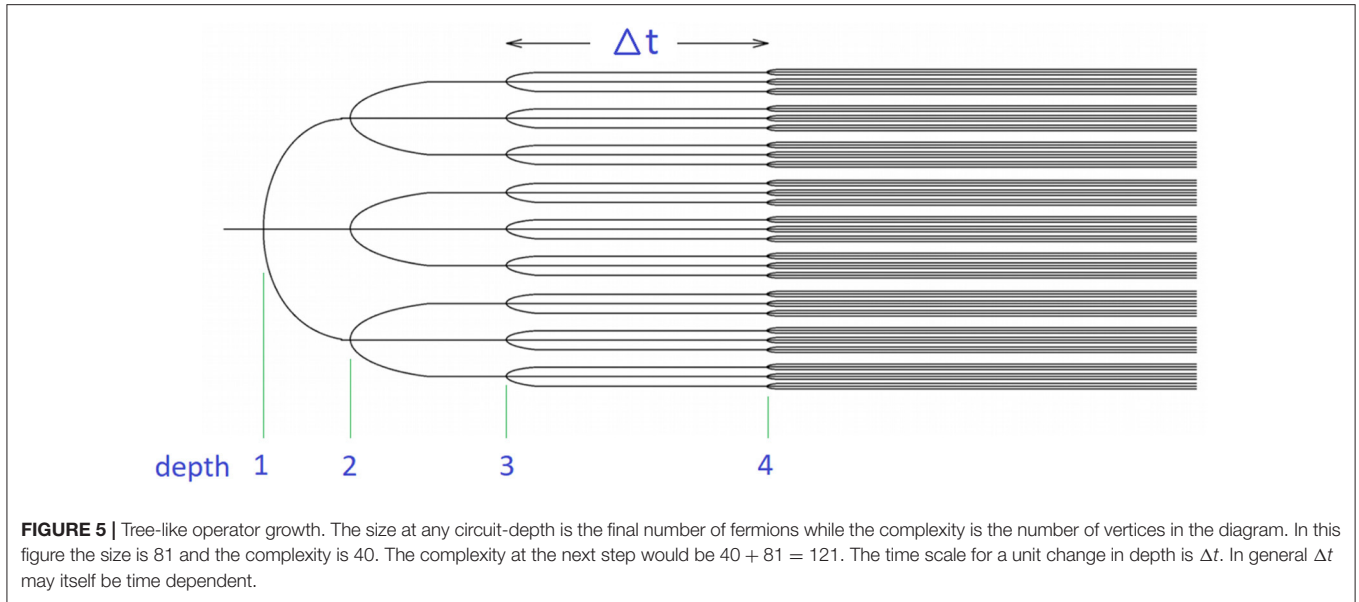 Δt
depth 1 2 3 4
FIGURE 5 | Tree-like operator growth. The size at any circuit-depth is the final number of fermions while the complexity is the number of vertices in the diagram. In this
figure the size is 81 and the complexity is 40. The complexity at the next step would be 40 + 81 = 121. The time scale for a unit change in depth is Δt. In general Δt
may itself be time dependent.